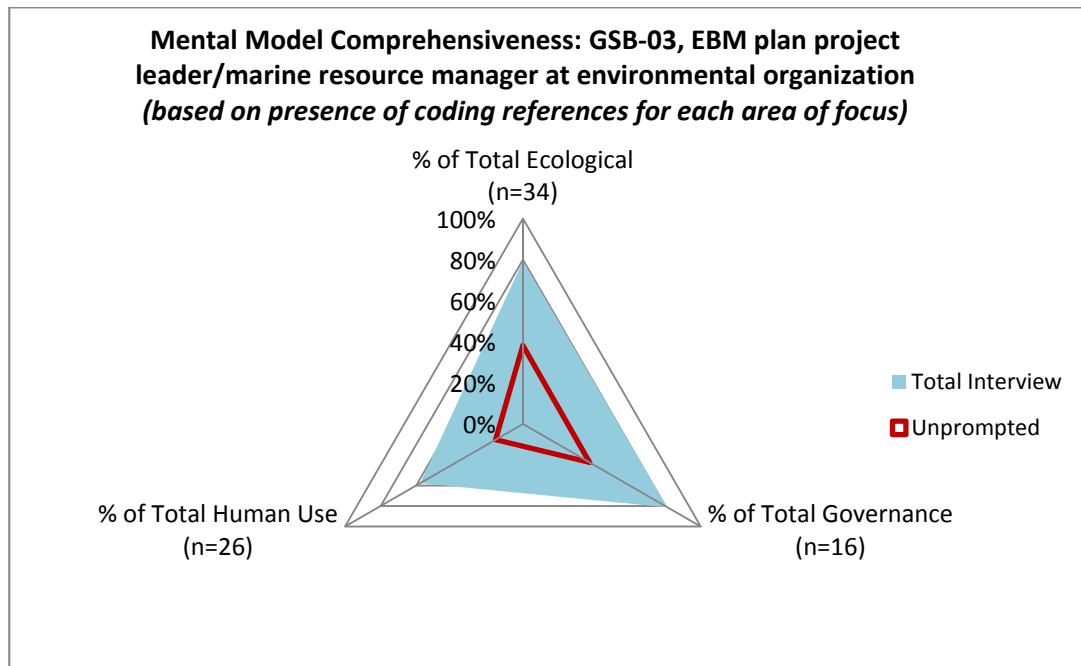 Mental Model Comprehensiveness: GSB-03, EBM plan project
leader/marine resource manager at environmental organization
(based on presence of coding references for each area of focus)
% of Total Ecological
(n=34)
100%
80%
60%
40%
20%
0%
Total Interview
Unprompted
% of Total Human Use
(n=26)
% of Total Governance
(n=16)